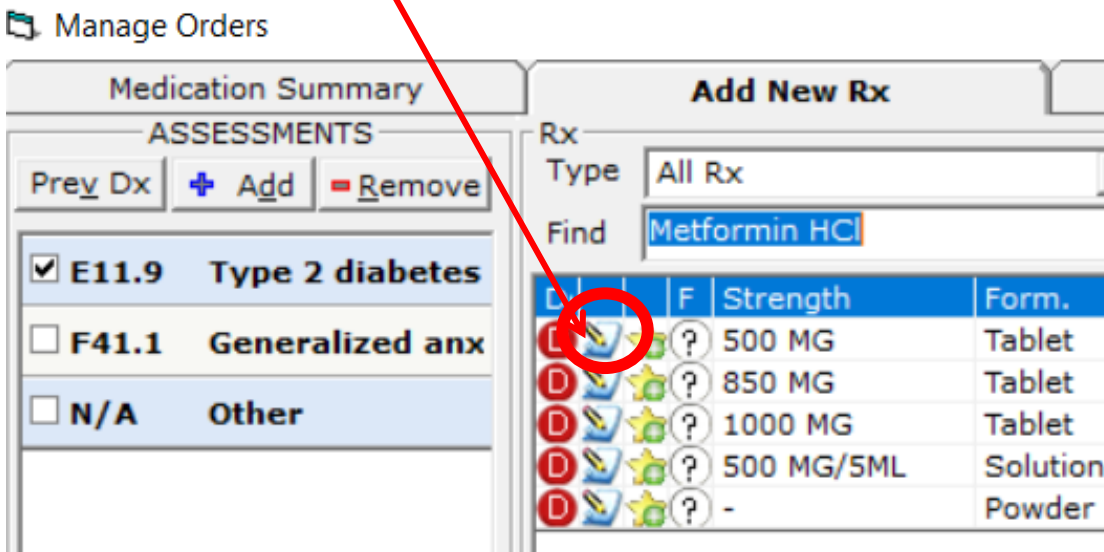 Manage Orders
Medication Summary
Add New Rx
ASSESSMENTS
Prev Dx
Add
Remove
E11.9 Type 2 diabetes
F41.1 Generalized anx
N/A Other
Rx
Type All Rx
Find Metformin HCl
F Strength Form.
D ? 500 MG Tablet
D ? 850 MG Tablet
D ? 1000 MG Tablet
D ? 500 MG/5ML Solution
D ? - Powder